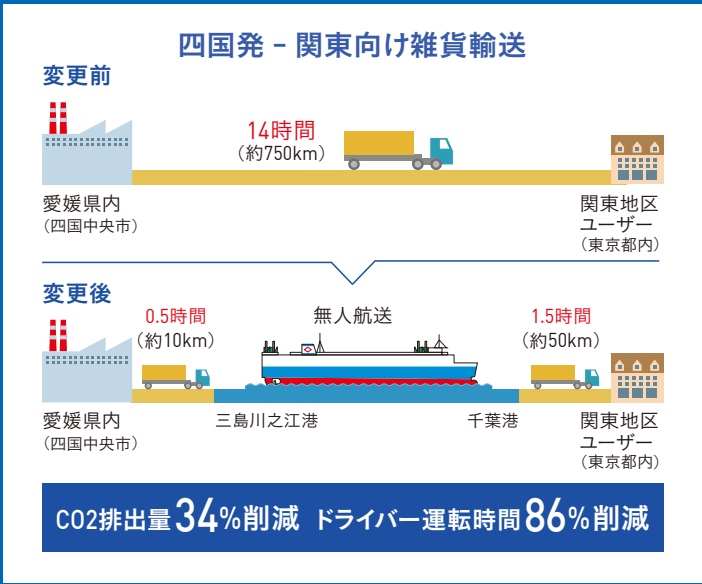 四国発 – 関東向け雑貨輸送
変更前
14時間
（約750km）
愛媛県内
（四国中央市）
関東地区
ユーザー
（東京都内）
変更後
0.5時間
（約10km）
無人航送
1.5時間
（約50km）
愛媛県内
（四国中央市）
三島川之江港
千葉港
関東地区
ユーザー
（東京都内）
CO2排出量34%削減 ドライバー運転時間86%削減